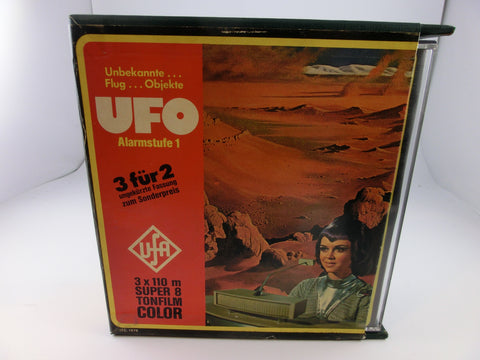 Unbekannte . . .
Flug . . . Objekte
UFO
Alarmstufe 1
3 für 2
ungekürzte Fassung
zum Sonderpreis
UFA
3 x 110 m
SUPER 8
TONFILM
COLOR